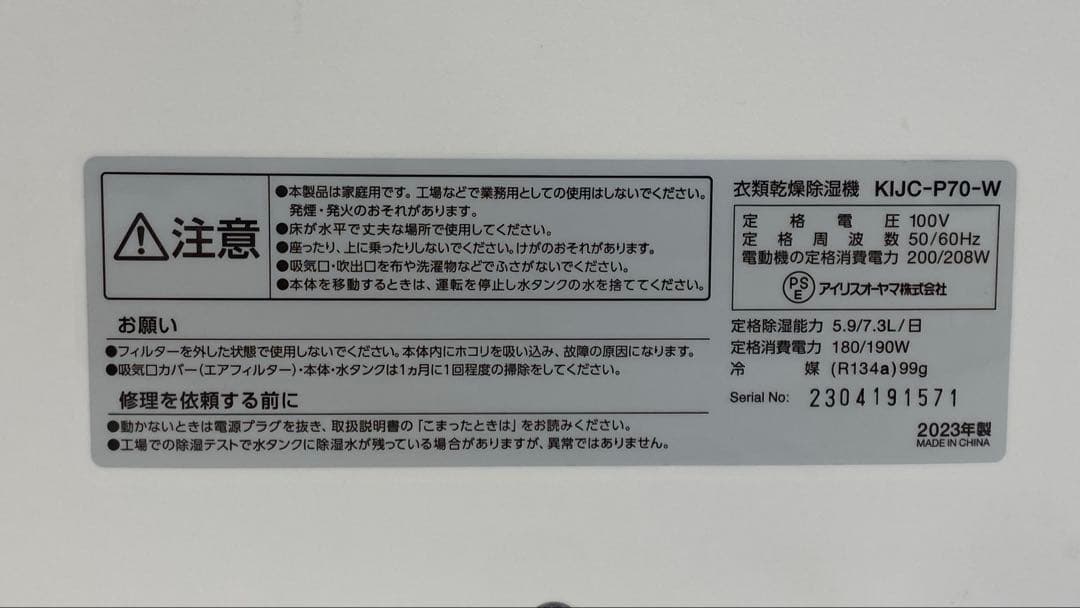 注意
●本製品は家庭用です。工場などで業務用としての使用はしないでください。
発煙・発火のおそれがあります。
●床が水平で丈夫な場所で使用してください。
●座ったり、上に乗ったりしないでください。けがのおそれがあります。
●吸気口・吹出口を布や洗濯物などでふさがないでください。
●本体を移動するときは、運転を停止し水タンクの水を捨ててください。
お願い
●フィルターを外した状態で使用しないでください。本体内にホコリを吸い込み、故障の原因になります。
●吸気口カバー(エアフィルター)・本体・水タンクは1ヵ月に1回程度の掃除をしてください。
修理を依頼する前に
●動かないときは電源プラグを抜き、取扱説明書の「こまったときは」をお読みください。
●工場での除湿テストで水タンクに除湿水が残っている場合がありますが、異常ではありません。
衣類乾燥除湿機 KIJC-P70-W
定格電圧 100V
定格周波数 50/60Hz
電動機の定格消費電力 200/208W
PSE アイリスオーヤマ株式会社
定格除湿能力 5.9/7.3L/日
定格消費電力 180/190W
冷媒 (R134a)99g
Serial No: 2304191571
2023年製
MADE IN CHINA